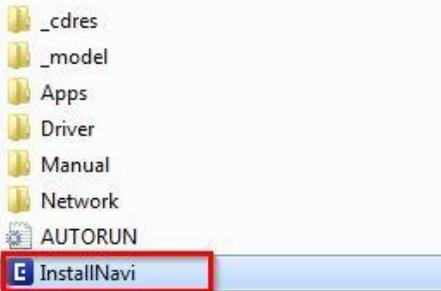 _cdres
_model
Apps
Driver
Manual
Network
AUTORUN
InstallNavi